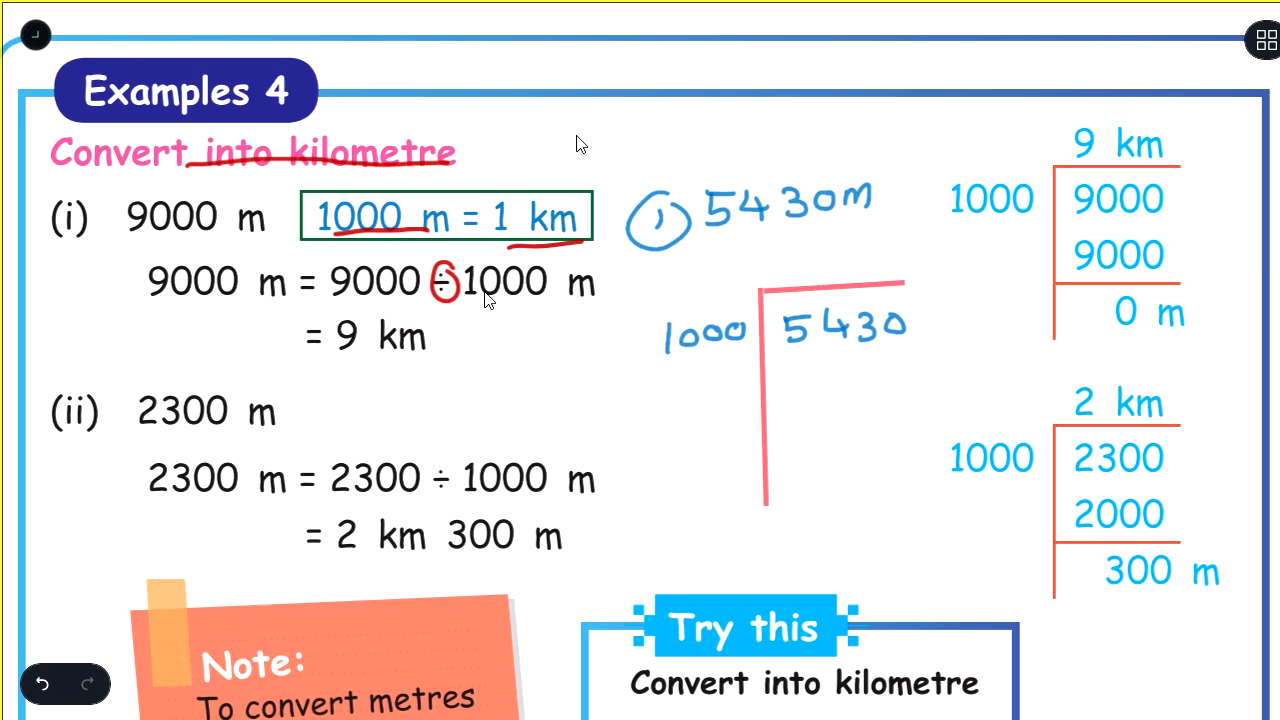 Examples 4
Convert into kilometre
(i) 9000 m 1000 m = 1 km
9000 m = 9000 ÷ 1000 m
= 9 km
(ii) 2300 m
2300 m = 2300 ÷ 1000 m
= 2 km 300 m
i 5430m
1000 5430
9 km
1000 9000
9000
0 m
2 km
1000 2300
2000
300 m
Note:
To convert metres
Try this
Convert into kilometre